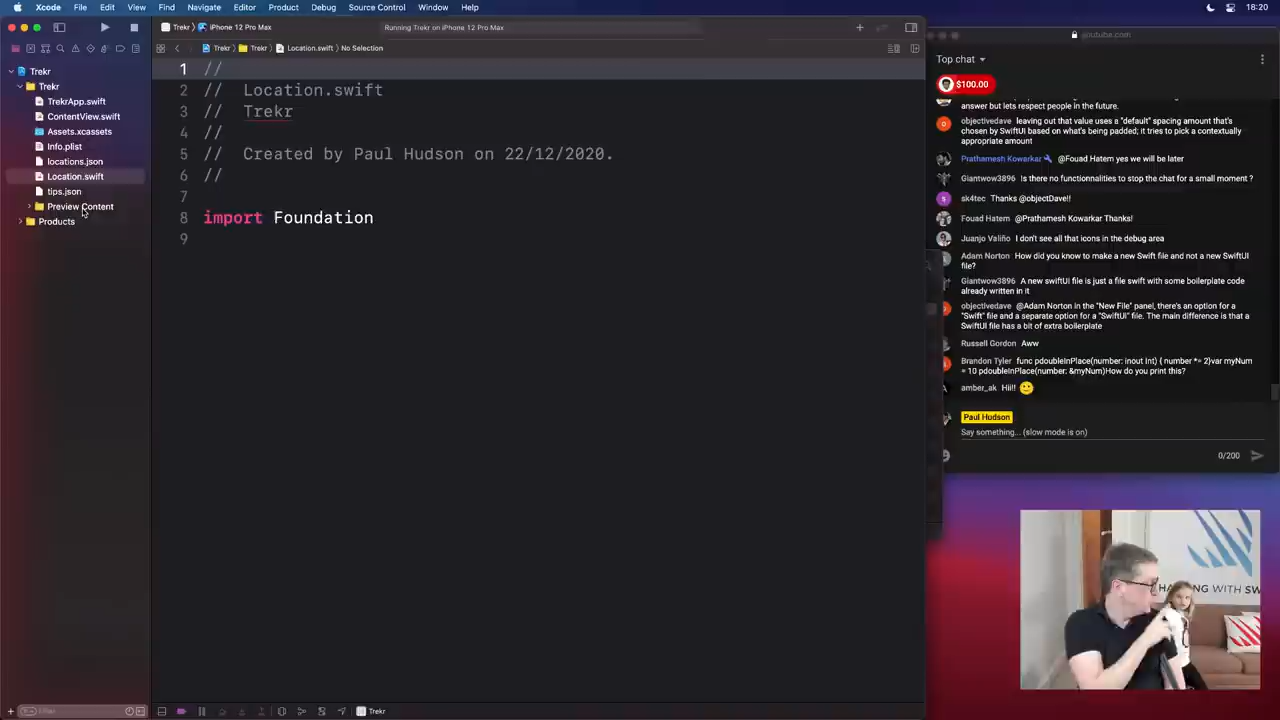 Xcode File Edit View Find Navigate Editor Product Debug Source Control Window Help 18:20
Trekr iPhone 12 Pro Max Running Trekr on iPhone 12 Pro Max
Trekr Trekr Location.swift No Selection
Trekr
Trekr
TrekrApp.swift
ContentView.swift
Assets.xcassets
Info.plist
locations.json
Location.swift
tips.json
Preview Content
Products
1 //
2 // Location.swift
3 // Trekr
4 //
5 // Created by Paul Hudson on 22/12/2020.
6 //
7
8 import Foundation
9
Trekr
youtube.com
Top chat
$100.00
answer but lets respect people in the future.
objectivedave leaving out that value uses a "default" spacing amount that's
chosen by SwiftUI based on what's being padded; it tries to pick a contextually
appropriate amount
Prathamesh Kowarkar @Fouad Hatem yes we will be later
Giantwow3896 Is there no functionnalities to stop the chat for a small moment ?
sk4tec Thanks @objectDave!!
Fouad Hatem @Prathamesh Kowarkar Thanks!
Juanjo Valiño I don't see all that icons in the debug area
Adam Norton How did you know to make a new Swift file and not a new SwiftUI
file?
Giantwow3896 A new swiftUI file is just a file swift with some boilerplate code
already written in it
objectivedave @Adam Norton in the "New File" panel, there's an option for a
"Swift" file and a separate option for a "SwiftUI" file. The main difference is that a
SwiftUI file has a bit of extra boilerplate
Russell Gordon Aww
Brandon Tyler func pdoubleInPlace(number: inout Int) { number *= 2}var myNum
= 10 pdoubleInPlace(number: &myNum)How do you print this?
amber_ak Hii!!
Paul Hudson
Say something... (slow mode is on)
0/200
WITH SW